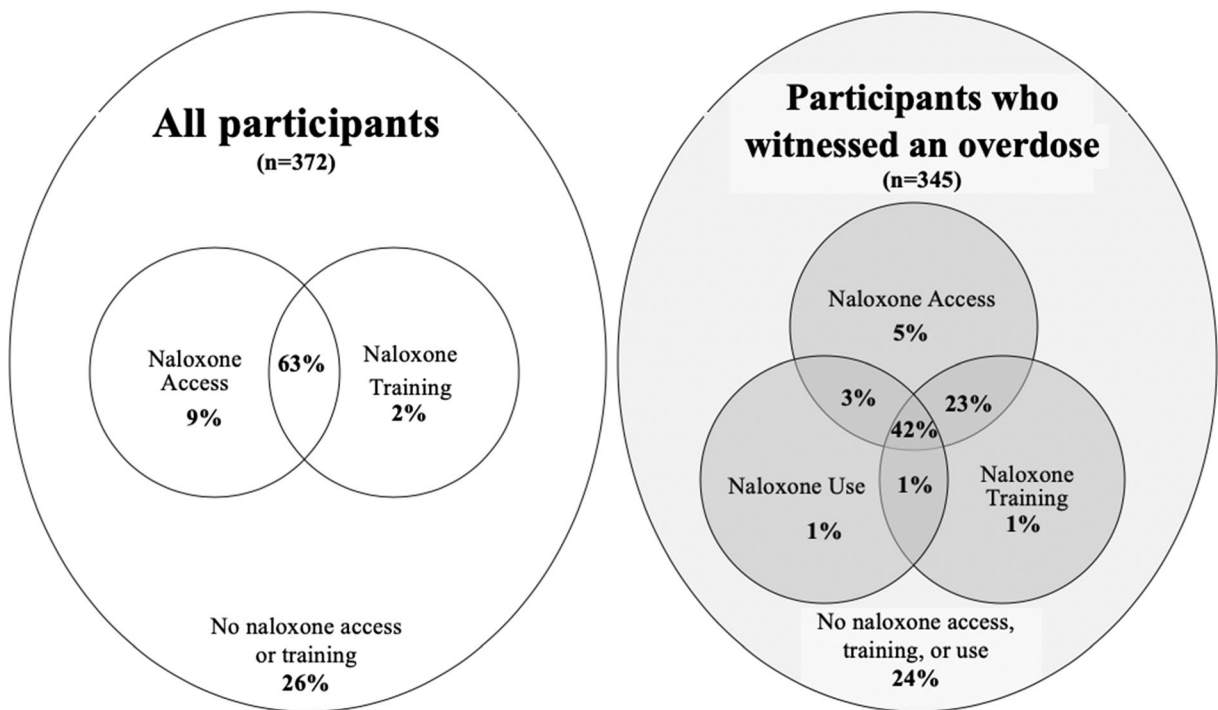 All participants
(n=372)
Naloxone
Access
9%
63%
Naloxone
Training
2%
No naloxone access
or training
26%
Participants who
witnessed an overdose
(n=345)
Naloxone Access
5%
3%
23%
42%
Naloxone Use
1%
1%
Naloxone
Training
1%
No naloxone access,
training, or use
24%